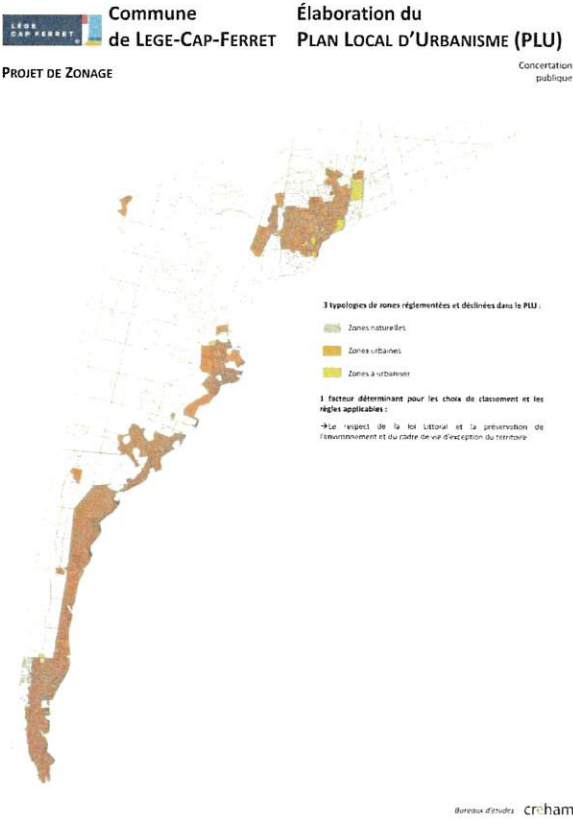 LÈGE
CAP FERRET
Commune
de LEGE-CAP-FERRET
Élaboration du
PLAN LOCAL D'URBANISME (PLU)
PROJET DE ZONAGE
Concertation
publique
3 typologies de zones réglementées et déclinées dans le PLU :
Zones naturelles
Zones urbaines
Zones à urbaniser
1 facteur déterminant pour les choix de classement et les
règles applicables :
→Le respect de la loi Littoral et la préservation de
l'environnement et du cadre de vie d'exception du territoire
Bureaux d'études creham